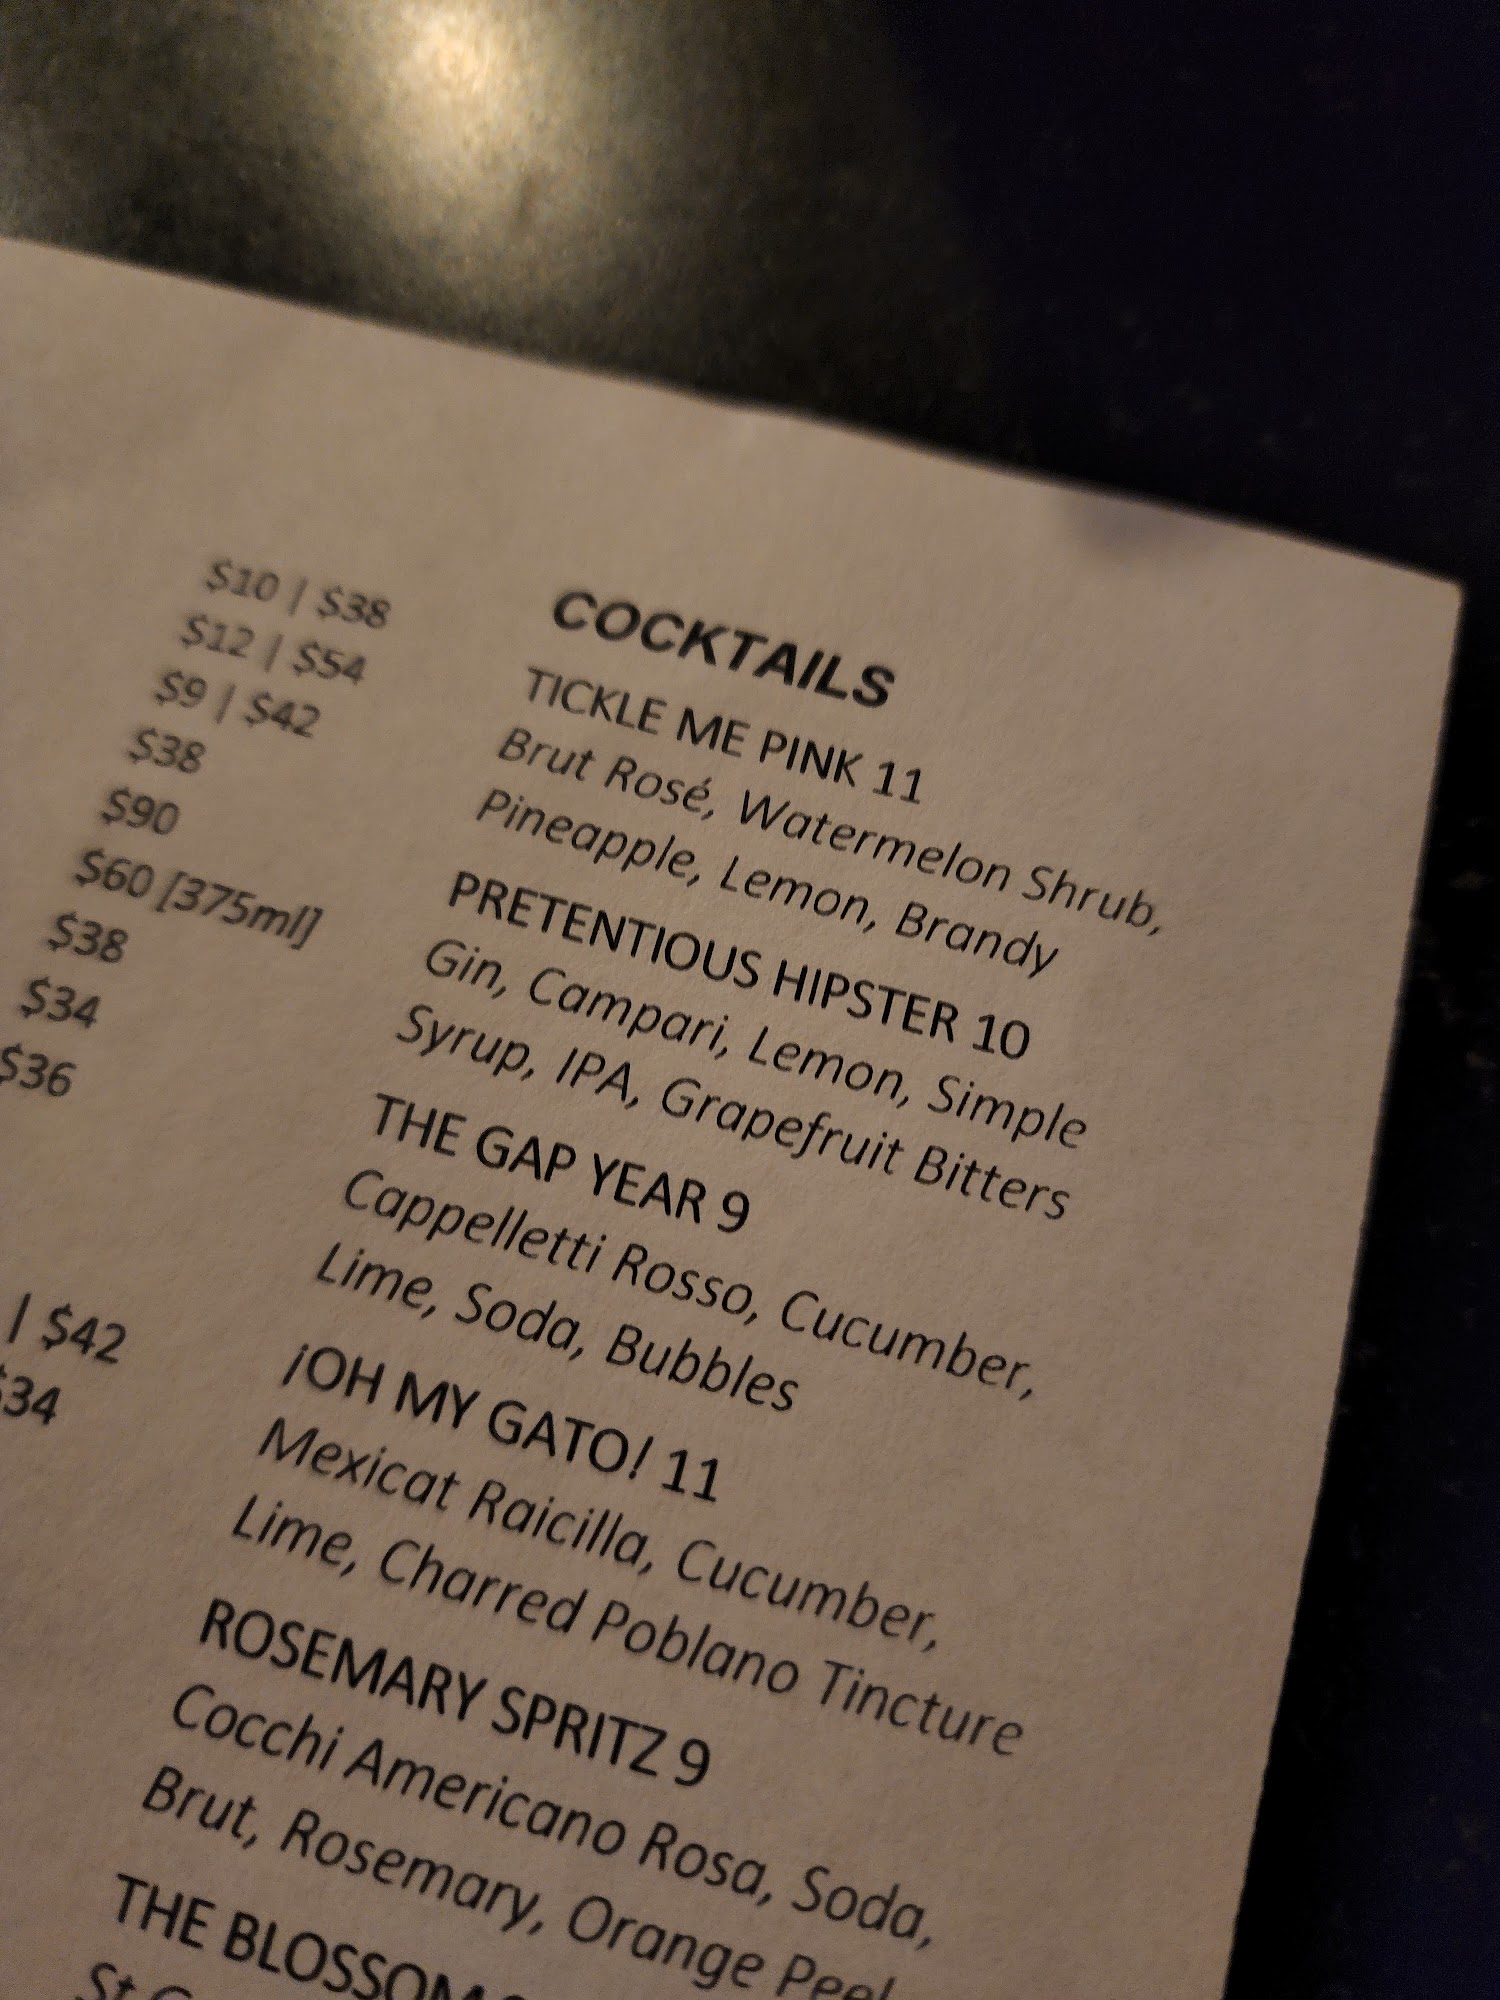 $10 | $38
$12 | $54
$9 | $42
$38
$90
$60 [375ml]
$38
$34
$36
| $42
$34
COCKTAILS
TICKLE ME PINK 11
Brut Rosé, Watermelon Shrub,
Pineapple, Lemon, Brandy
PRETENTIOUS HIPSTER 10
Gin, Campari, Lemon, Simple
Syrup, IPA, Grapefruit Bitters
THE GAP YEAR 9
Cappelletti Rosso, Cucumber,
Lime, Soda, Bubbles
¡OH MY GATO! 11
Mexicat Raicilla, Cucumber,
Lime, Charred Poblano Tincture
ROSEMARY SPRITZ 9
Cocchi Americano Rosa, Soda,
Brut, Rosemary, Orange Peel
THE BLOSSOM